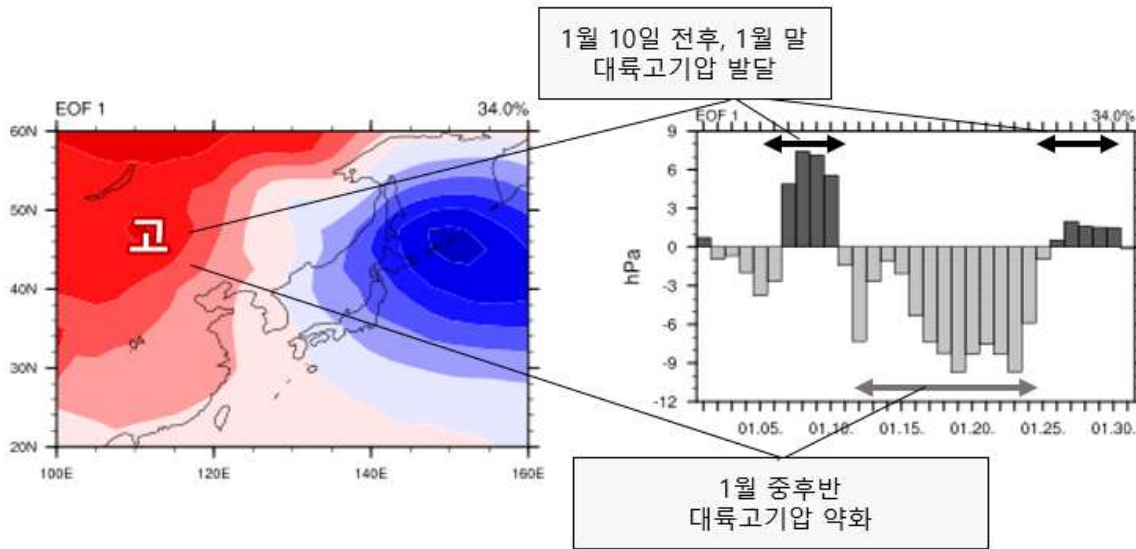 1월 10일 전후, 1월 말
대륙고기압 발달
EOF 1 34.0%
60N
50N
40N
30N
20N
100E 120E 140E 160E
고
.04
EOF 1 34.0%
9
6
3
0
-3
-6
-9
-12
hPa
01.05. 01.10. 01.15. 01.20. 01.25. 01.30.
1월 중후반
대륙고기압 약화